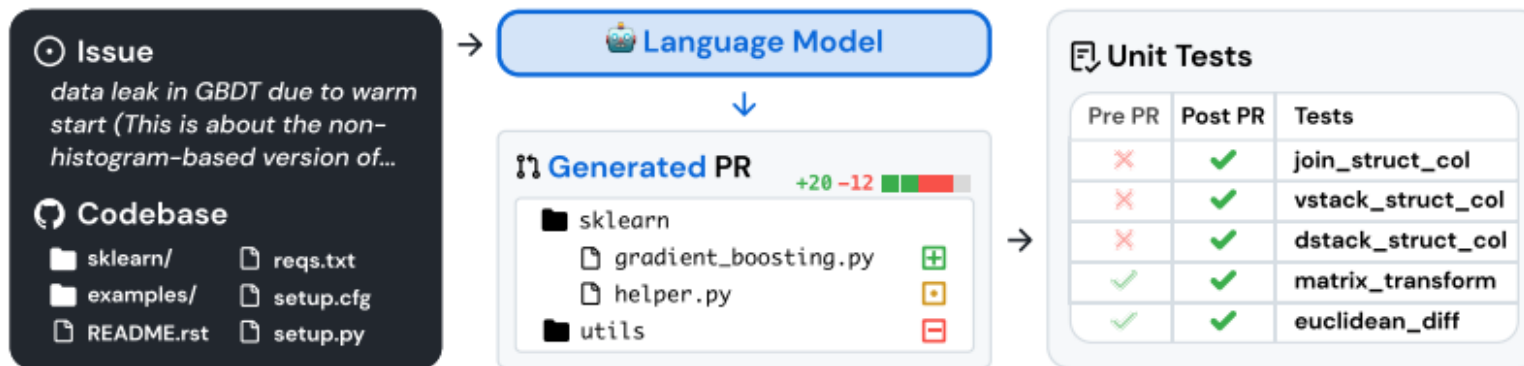 Issue
data leak in GBDT due to warm
start (This is about the non-
histogram-based version of...
Codebase
sklearn/
reqs.txt
examples/
setup.cfg
README.rst
setup.py
Language Model
Generated PR
+20 -12
sklearn
gradient_boosting.py
helper.py
utils
Unit Tests
Pre PR Post PR Tests
join_struct_col
vstack_struct_col
dstack_struct_col
matrix_transform
euclidean_diff